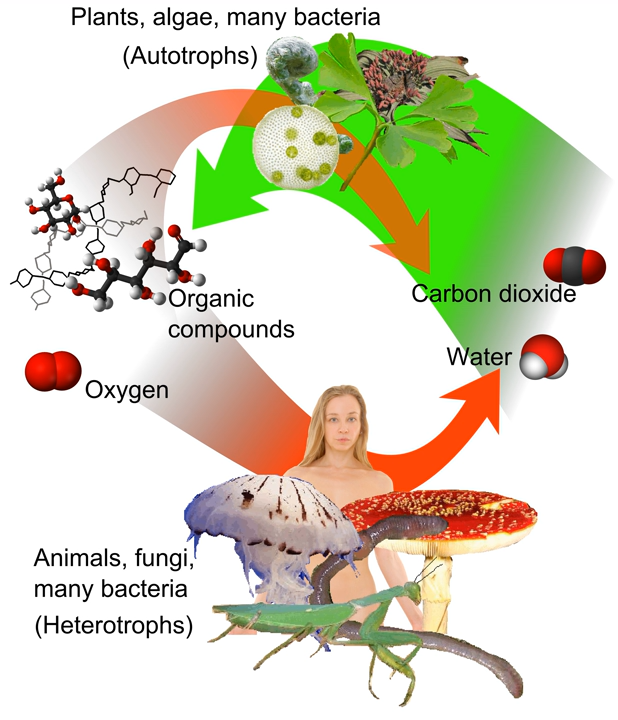 Plants, algae, many bacteria
(Autotrophs)
Organic
compounds
Carbon dioxide
Water
Oxygen
Animals, fungi,
many bacteria
(Heterotrophs)